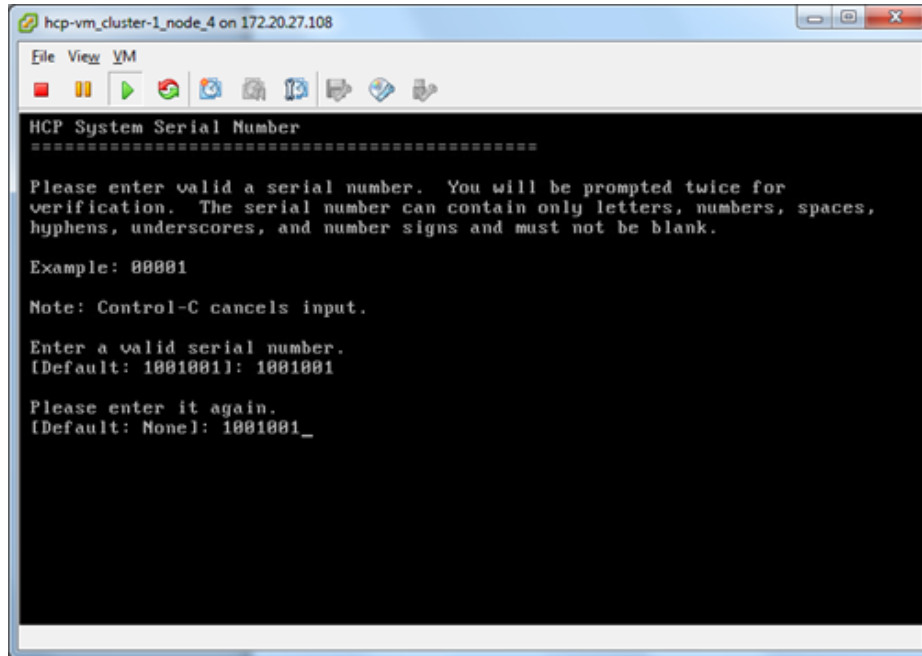 hcp-vm_cluster-1_node_4 on 172.20.27.108
File View VM
HCP System Serial Number
=============================================
Please enter valid a serial number.  You will be prompted twice for
verification.  The serial number can contain only letters, numbers, spaces,
hyphens, underscores, and number signs and must not be blank.
Example: 00001
Note: Control-C cancels input.
Enter a valid serial number.
[Default: 1001001]: 1001001
Please enter it again.
[Default: None]: 1001001_